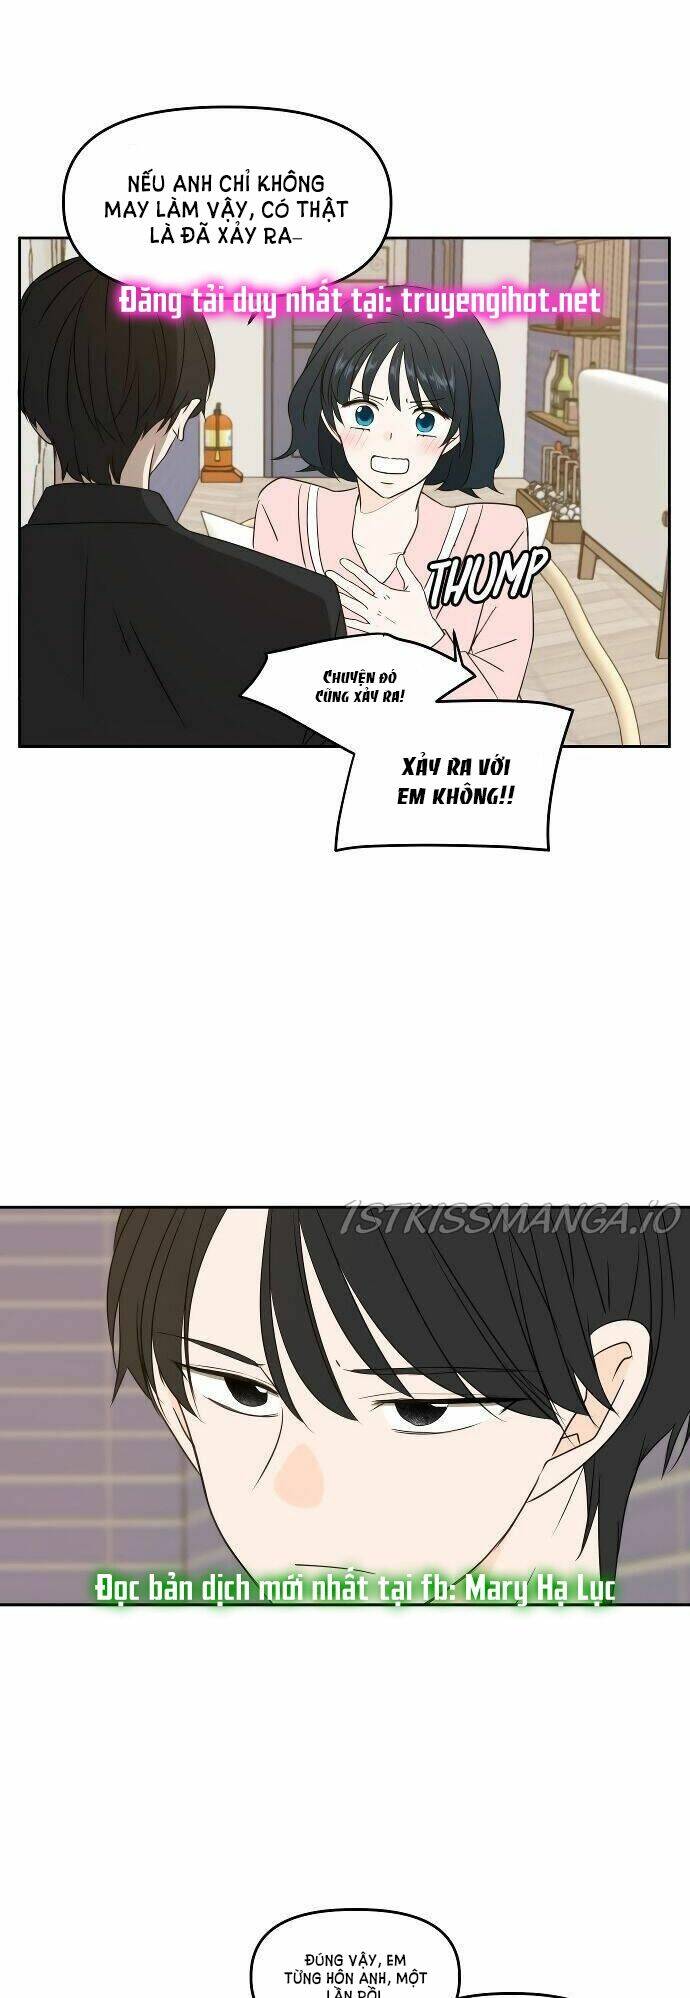 NẾU ANH CHỈ KHÔNG
MAY LÀM VẬY, CÓ THẬT
LÀ ĐÃ XẢY RA–
Đăng tải duy nhất tại: truyengihot.net
THUMP
CHUYỆN ĐÓ
CŨNG XẢY RA!
XẢY RA VỚI
EM KHÔNG!!
1STKISSMANGA.IO
Đọc bản dịch mới nhất tại fb: Mary Hạ Lục
ĐÚNG VẬY, EM
TỪNG HÔN ANH, MỘT
LẦN RỒI